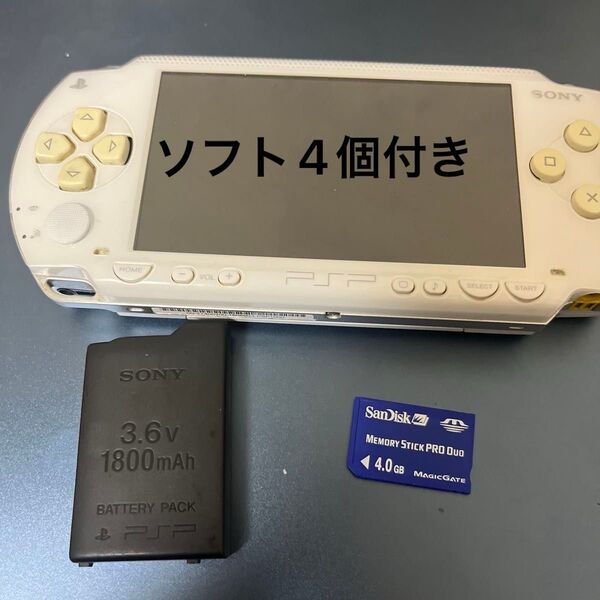 SONY
ソフト4個付き
HOME
VOL
PSP
SELECT
START
SONY
3.6V
1800mAh
BATTERY PACK
PSP
SanDisk
MEMORY STICK PRO DUO
4.0GB
MAGICGATE